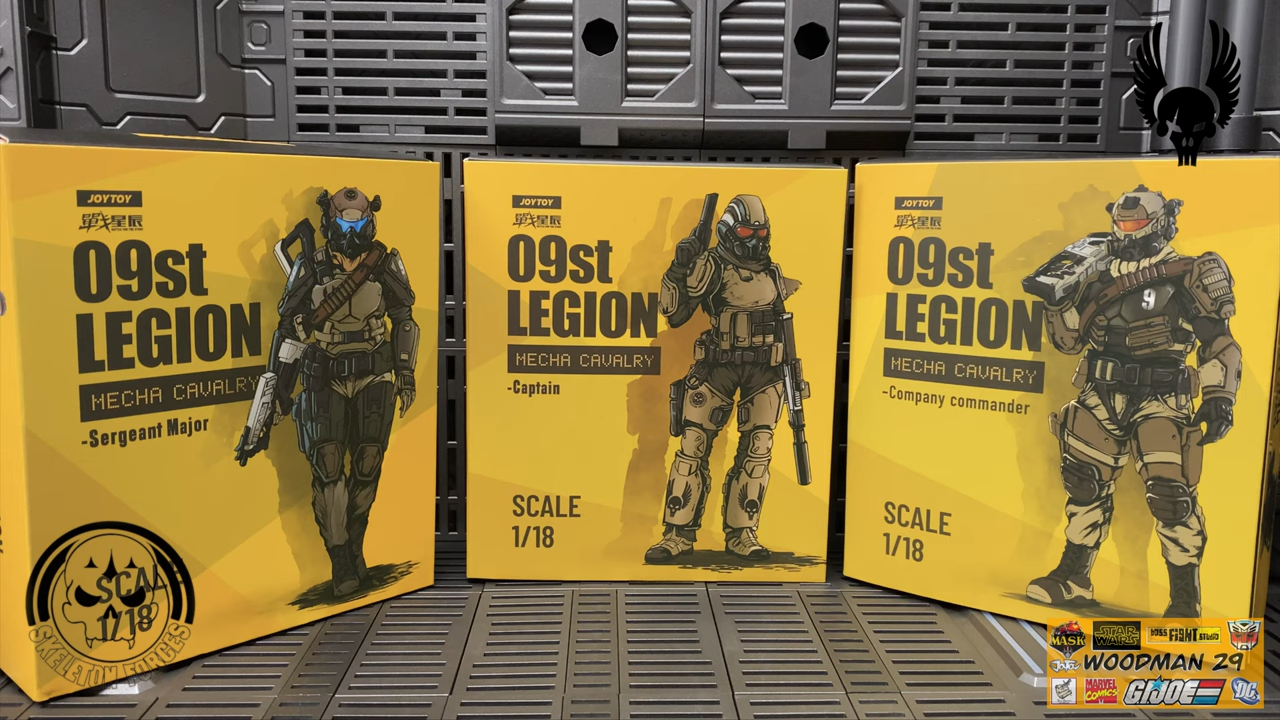 JOYTOY
戰星辰
09st
LEGION
MECHA CAVALRY
-Sergeant Major
SCAL
1/18
SKELETON FORCES
JOYTOY
戰星辰
09st
LEGION
MECHA CAVALRY
-Captain
SCALE
1/18
JOYTOY
戰星辰
09st
LEGION
MECHA CAVALRY
-Company commander
9
SCALE
1/18
MASK
STAR WARS
BOSS FIGHT STUDIO
WOODMAN 29
MARVEL COMICS
GI JOE
DC